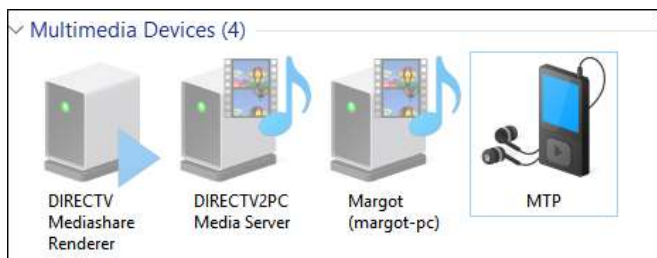 Multimedia Devices (4)
DIRECTV
Mediashare
Renderer
DIRECTV2PC
Media Server
Margot
(margot-pc)
MTP